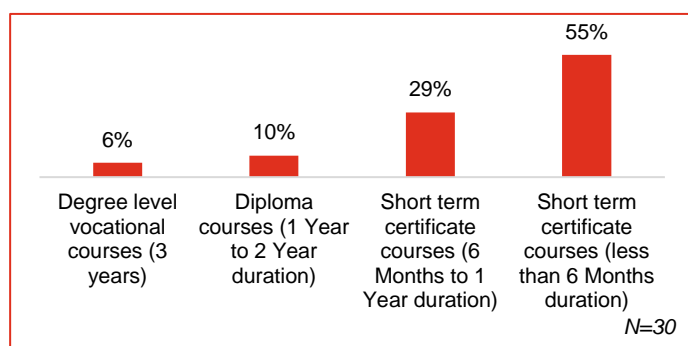 55%
29%
10%
6%
Degree level
vocational
courses (3
years)
Diploma
courses (1 Year
to 2 Year
duration)
Short term
certificate
courses (6
Months to 1
Year duration)
Short term
certificate
courses (less
than 6 Months
duration)
N=30